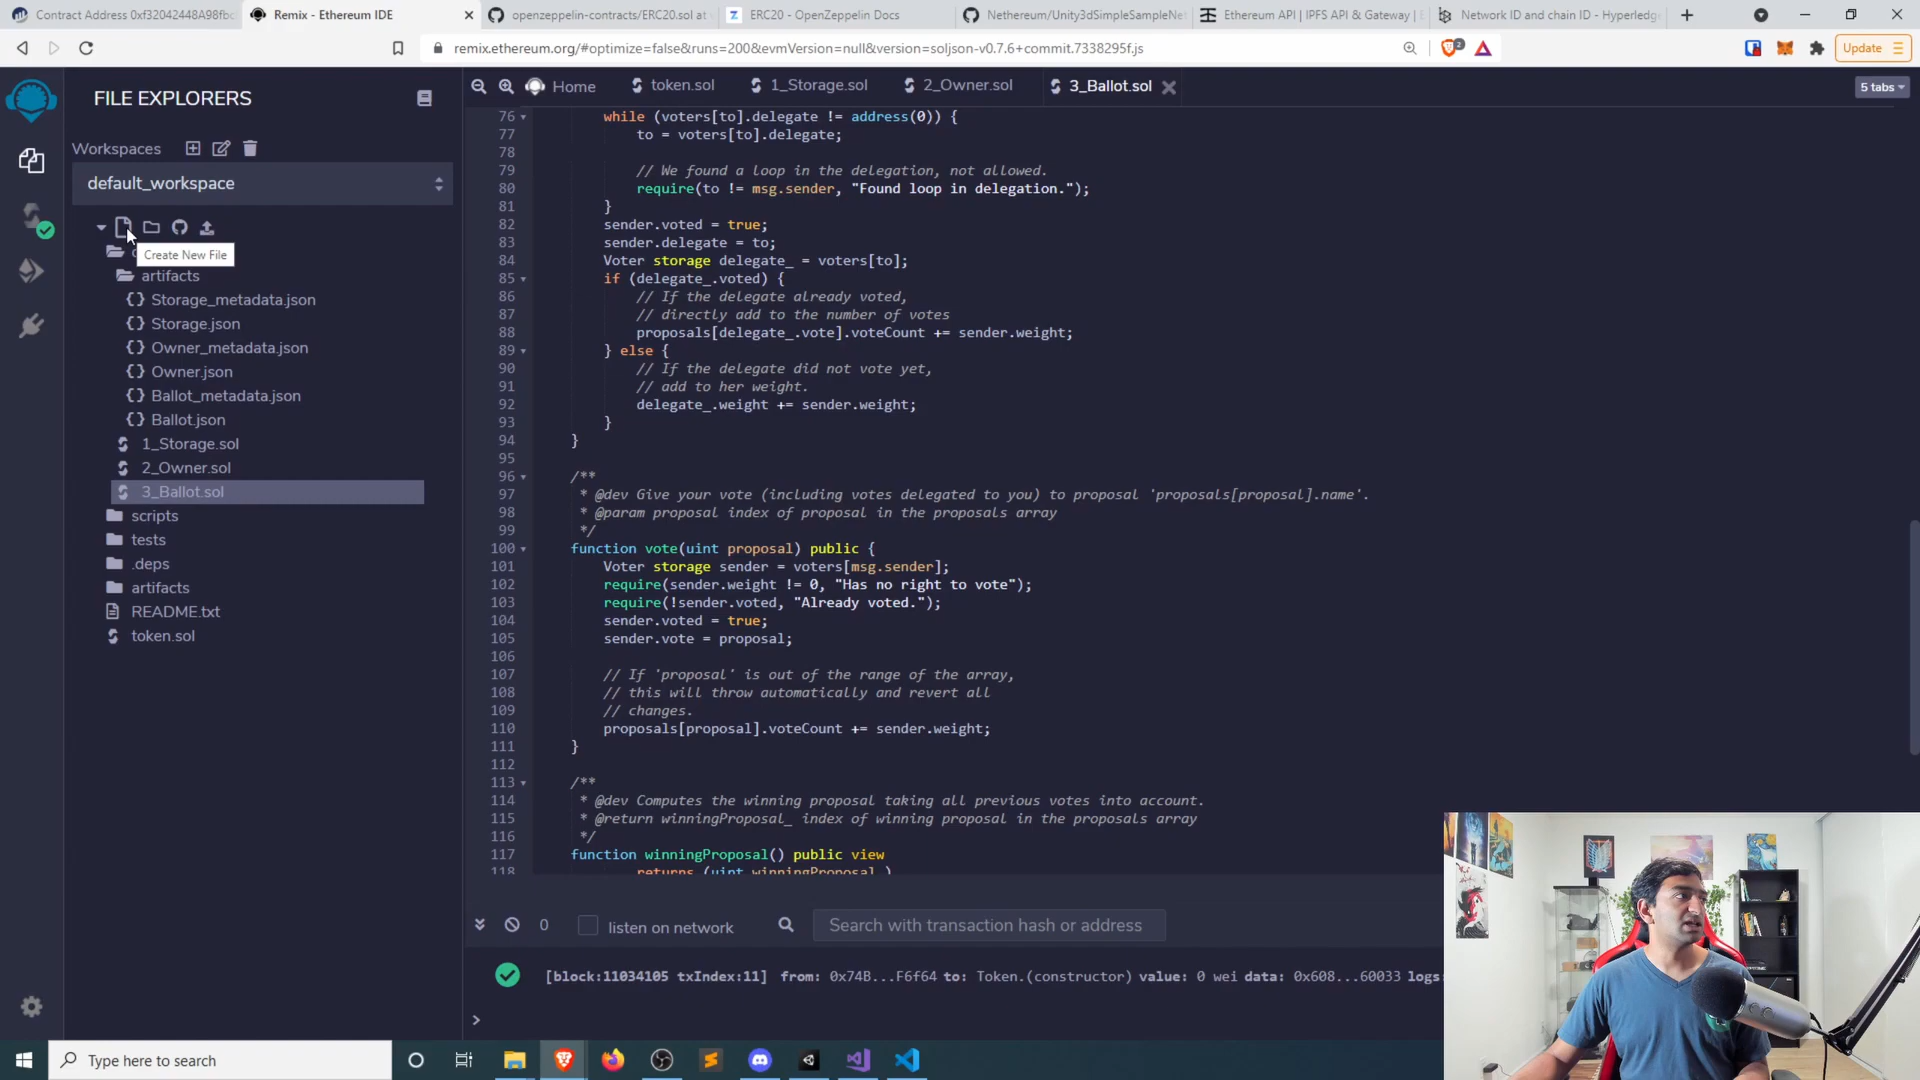 Contract Address 0xf32042448A98fbc
Remix - Ethereum IDE
openzeppelin-contracts/ERC20.sol at
ERC20 - OpenZeppelin Docs
Nethereum/Unity3dSimpleSampleNet
Ethereum API | IPFS API & Gateway |
Network ID and chain ID - Hyperledg
remix.ethereum.org/#optimize=false&runs=200&evmVersion=null&version=soljson-v0.7.6+commit.7338295f.js
2
Update
FILE EXPLORERS
Home
token.sol
1_Storage.sol
2_Owner.sol
3_Ballot.sol
5 tabs
Workspaces
default_workspace
Create New File
artifacts
Storage_metadata.json
Storage.json
Owner_metadata.json
Owner.json
Ballot_metadata.json
Ballot.json
1_Storage.sol
2_Owner.sol
3_Ballot.sol
scripts
tests
.deps
artifacts
README.txt
token.sol
76 while (voters[to].delegate != address(0)) {
77 to = voters[to].delegate;
78
79 // We found a loop in the delegation, not allowed.
80 require(to != msg.sender, "Found loop in delegation.");
81 }
82 sender.voted = true;
83 sender.delegate = to;
84 Voter storage delegate_ = voters[to];
85 if (delegate_.voted) {
86 // If the delegate already voted,
87 // directly add to the number of votes
88 proposals[delegate_.vote].voteCount += sender.weight;
89 } else {
90 // If the delegate did not vote yet,
91 // add to her weight.
92 delegate_.weight += sender.weight;
93 }
94 }
95
96 /**
97 * @dev Give your vote (including votes delegated to you) to proposal 'proposals[proposal].name'.
98 * @param proposal index of proposal in the proposals array
99 */
100 function vote(uint proposal) public {
101 Voter storage sender = voters[msg.sender];
102 require(sender.weight != 0, "Has no right to vote");
103 require(!sender.voted, "Already voted.");
104 sender.voted = true;
105 sender.vote = proposal;
106
107 // If 'proposal' is out of the range of the array,
108 // this will throw automatically and revert all
109 // changes.
110 proposals[proposal].voteCount += sender.weight;
111 }
112
113 /**
114 * @dev Computes the winning proposal taking all previous votes into account.
115 * @return winningProposal_ index of winning proposal in the proposals array
116 */
117 function winningProposal() public view
118 returns (uint winningProposal_)
0
listen on network
Search with transaction hash or address
[block:11034105 txIndex:11] from: 0x74B...F6f64 to: Token.(constructor) value: 0 wei data: 0x608...60033 logs:
>
Type here to search